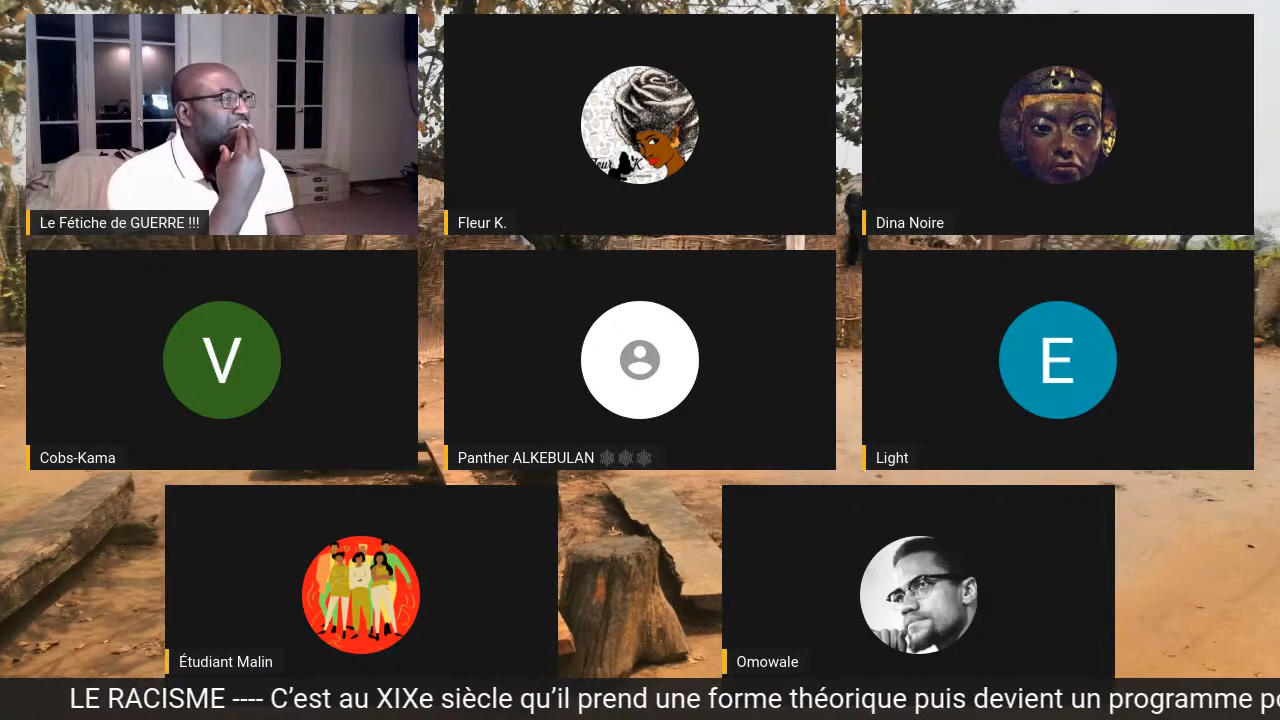 Le Fétiche de GUERRE !!!
Fleur K.
Dina Noire
V
E
Cobs-Kama
Panther ALKEBULAN 🕸🕸🕸
Light
Étudiant Malin
Omowale
LE RACISME ---- C’est au XIXe siècle qu’il prend une forme théorique puis devient un programme